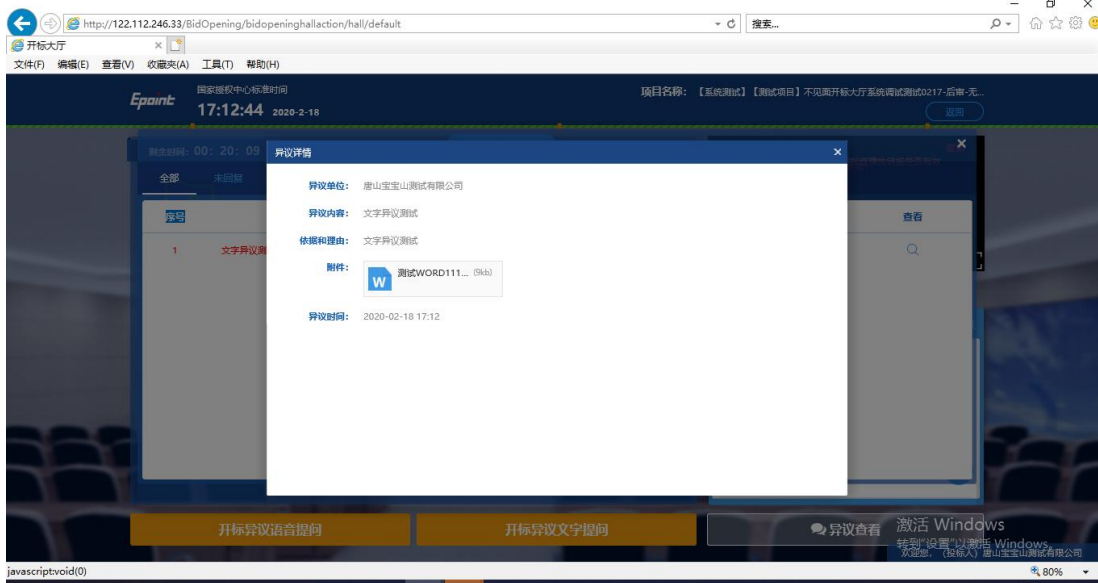 http://122.112.246.33/BidOpening/bidopeninghallaction/hall/default
搜索...
开标大厅
文件(F) 编辑(E) 查看(V) 收藏夹(A) 工具(T) 帮助(H)
Epoint
国家授权中心标准时间
17:12:44 2020-2-18
项目名称: 【系统测试】【测试项目】不见面开标大厅系统调试测试0217-后审-无...
返回
00: 20: 09
异议详情
全部 未回复
序号 查看
1 文字异议测
异议单位: 唐山宝宝山测试有限公司
异议内容: 文字异议测试
依据和理由: 文字异议测试
附件: 测试WORD111... (9kb)
异议时间: 2020-02-18 17:12
开标异议语音提问
开标异议文字提问
异议查看
激活 Windows
转到"设置"以激活 Windows。
欢迎您, (投标人) 唐山宝宝山测试有限公司
javascript:void(0)
80%